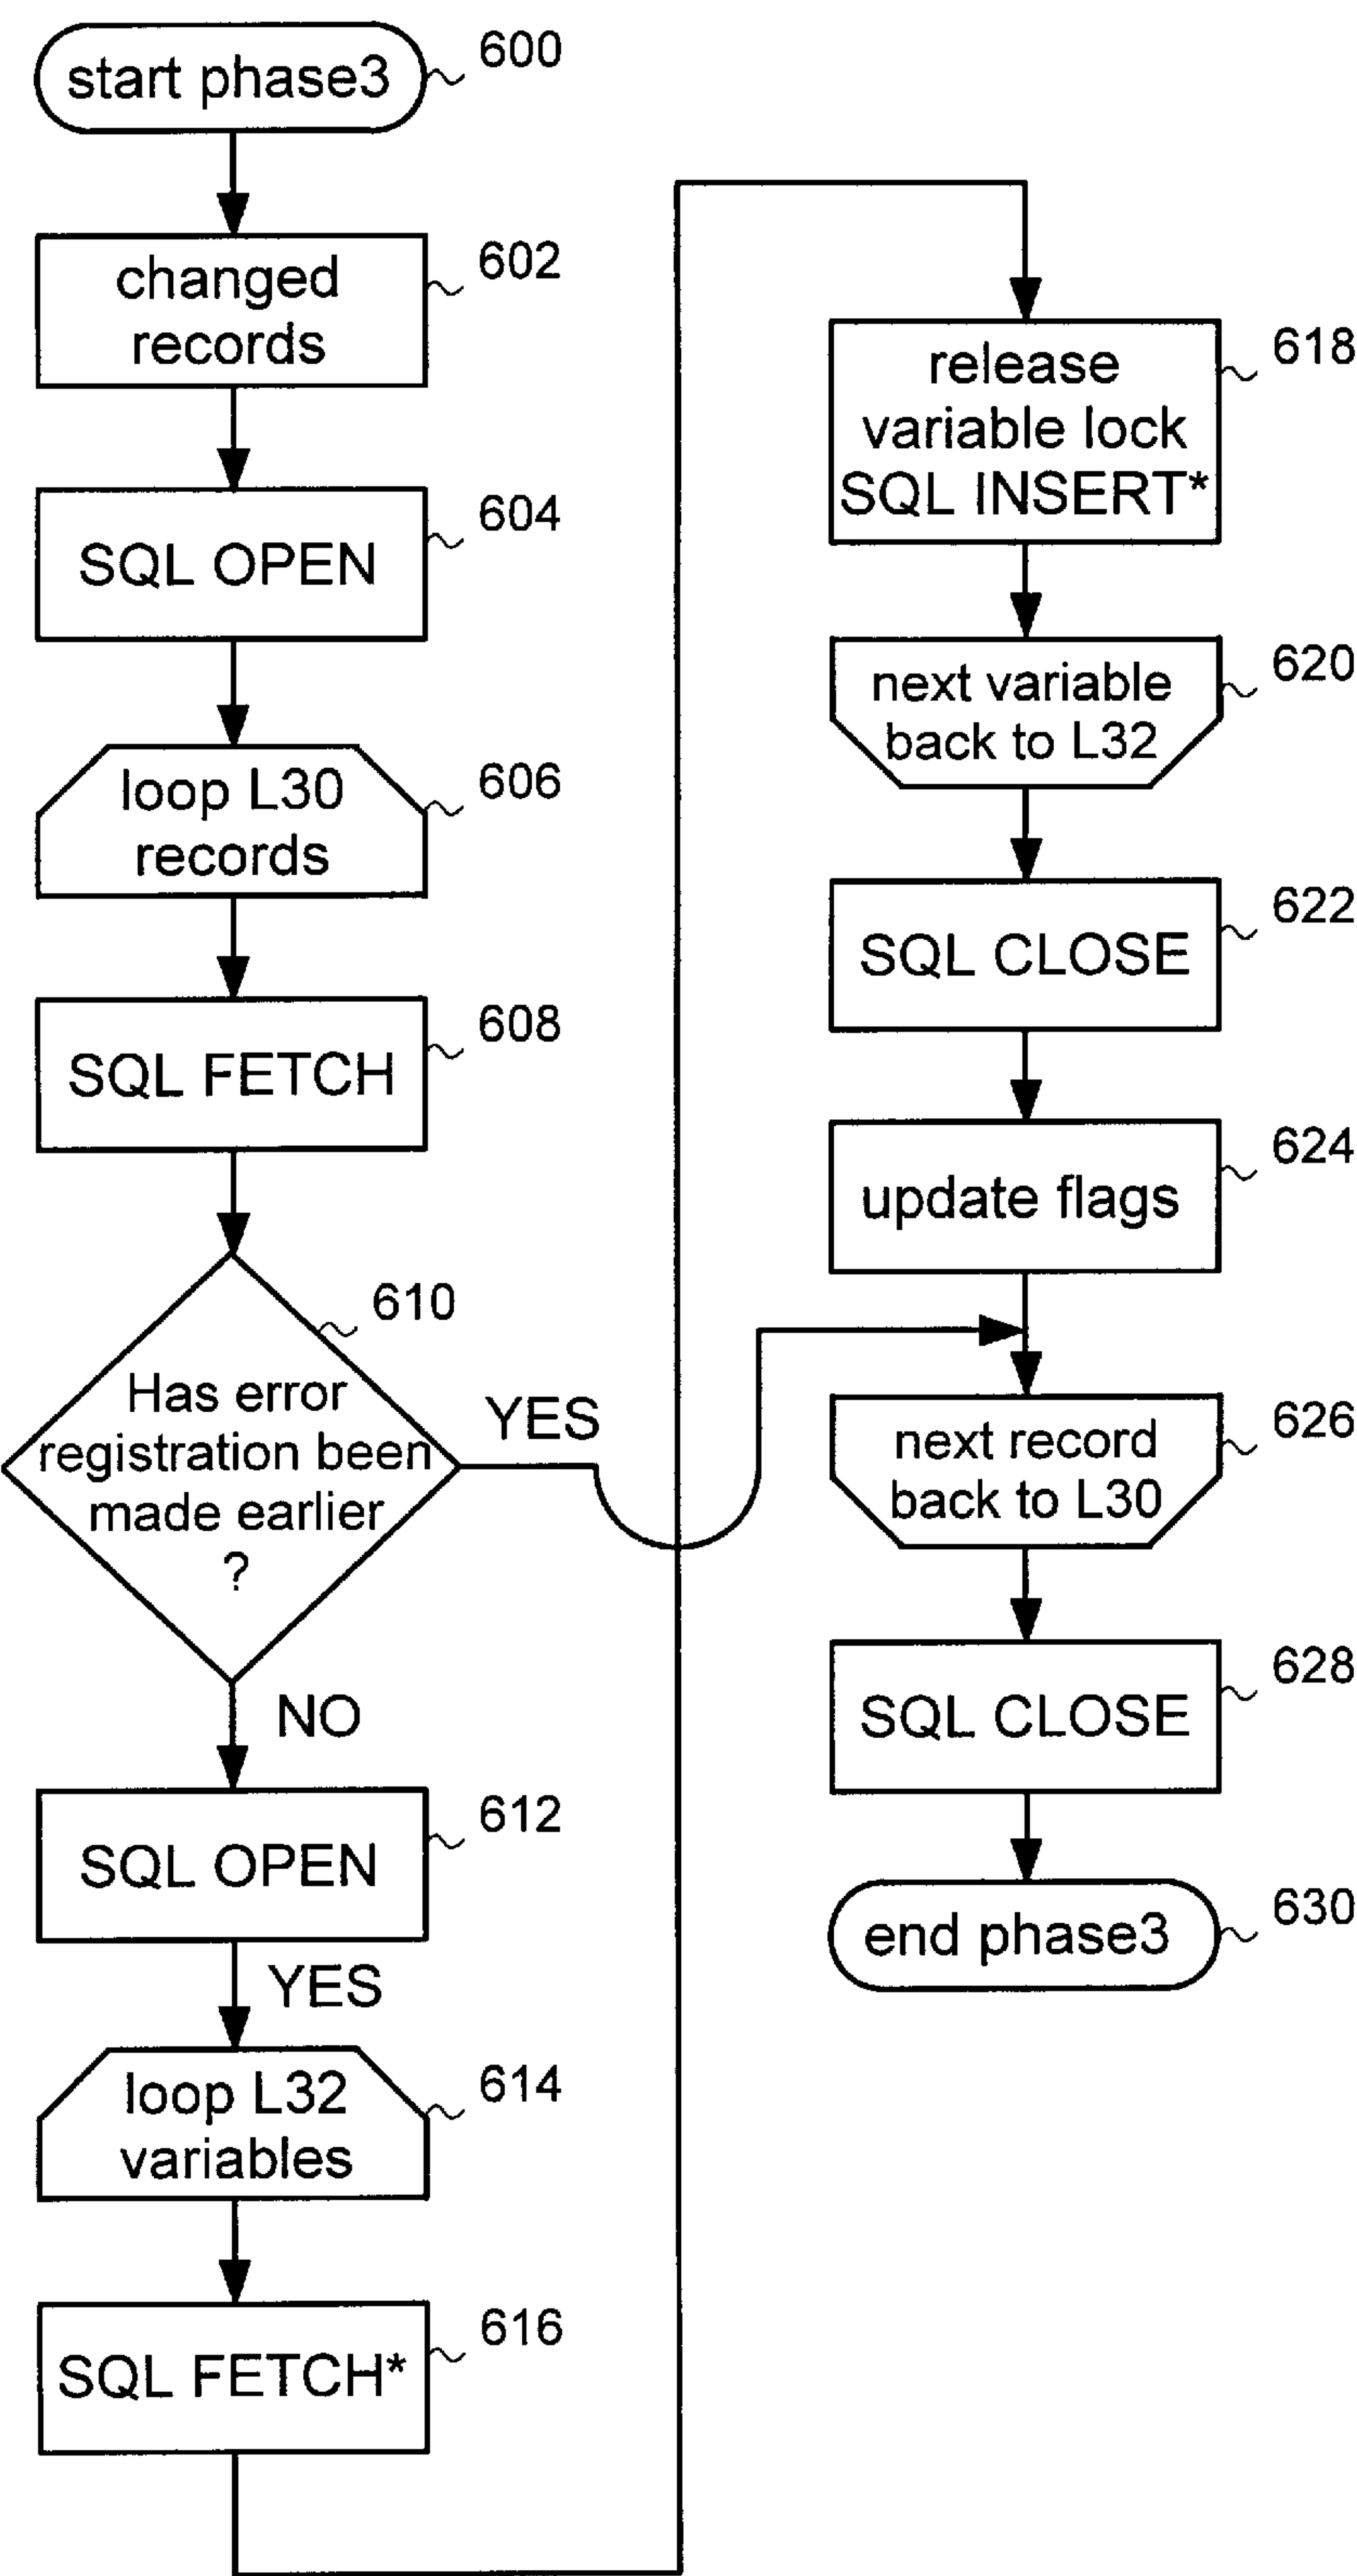 start phase3
600
changed
records
602
SQL OPEN
604
loop L30
records
606
SQL FETCH
608
610
Has error
registration been
made earlier
?
YES
NO
SQL OPEN
612
YES
loop L32
variables
614
SQL FETCH*
616
release
variable lock
SQL INSERT*
618
next variable
back to L32
620
SQL CLOSE
622
update flags
624
next record
back to L30
626
SQL CLOSE
628
end phase3
630